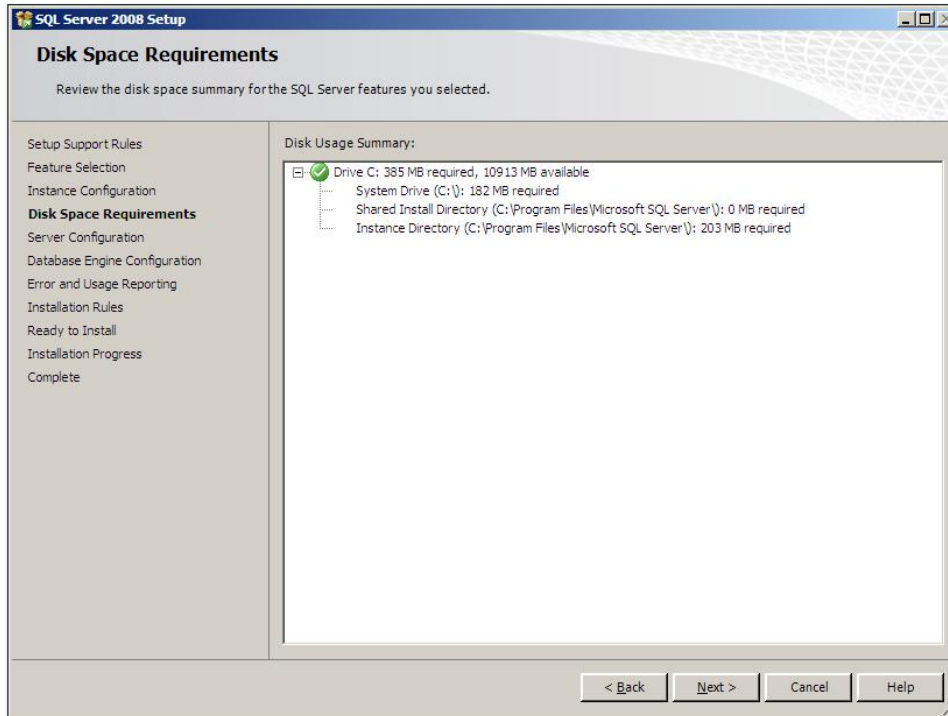 SQL Server 2008 Setup
Disk Space Requirements
Review the disk space summary for the SQL Server features you selected.
Setup Support Rules
Feature Selection
Instance Configuration
Disk Space Requirements
Server Configuration
Database Engine Configuration
Error and Usage Reporting
Installation Rules
Ready to Install
Installation Progress
Complete
Disk Usage Summary:
Drive C: 385 MB required, 10913 MB available
System Drive (C:\): 182 MB required
Shared Install Directory (C:\Program Files\Microsoft SQL Server\): 0 MB required
Instance Directory (C:\Program Files\Microsoft SQL Server\): 203 MB required
< Back
Next >
Cancel
Help